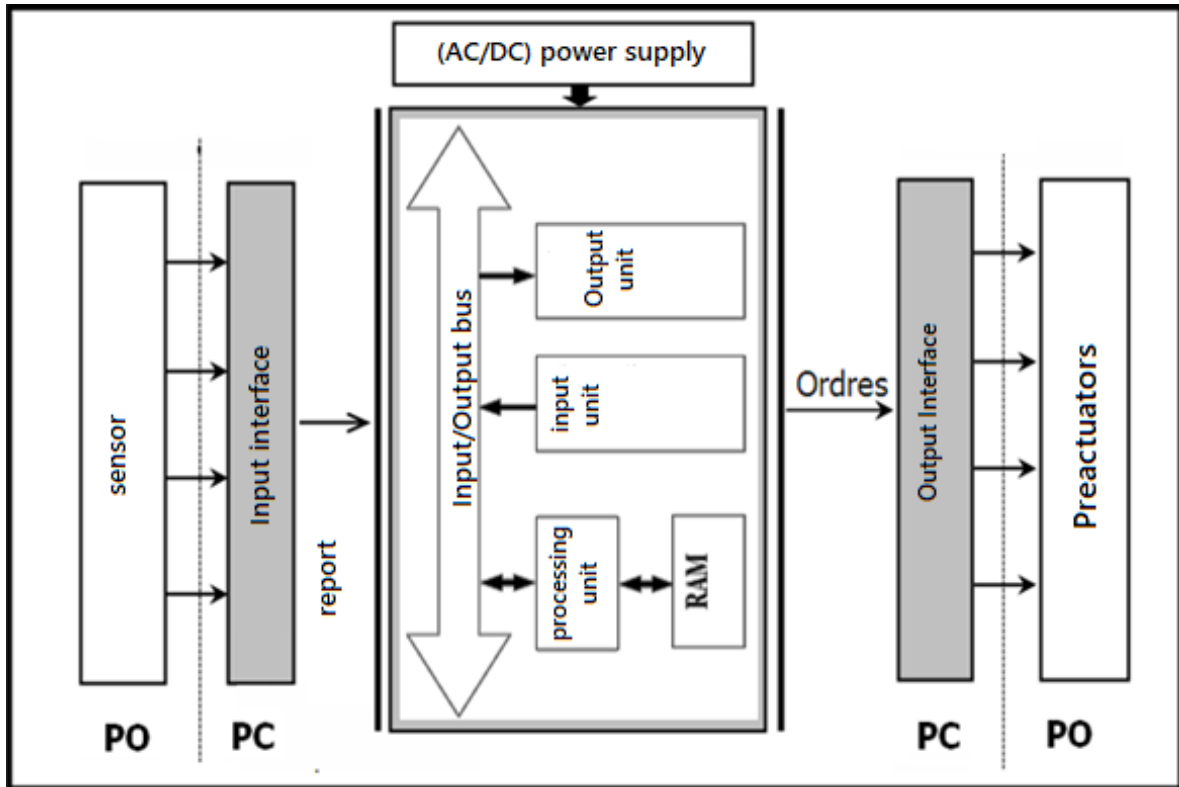 (AC/DC) power supply
sensor
Input interface
report
Input/Output bus
Output
unit
input
unit
processing
unit
RAM
Ordres
Output Interface
Preactuators
PO
PC
PC
PO